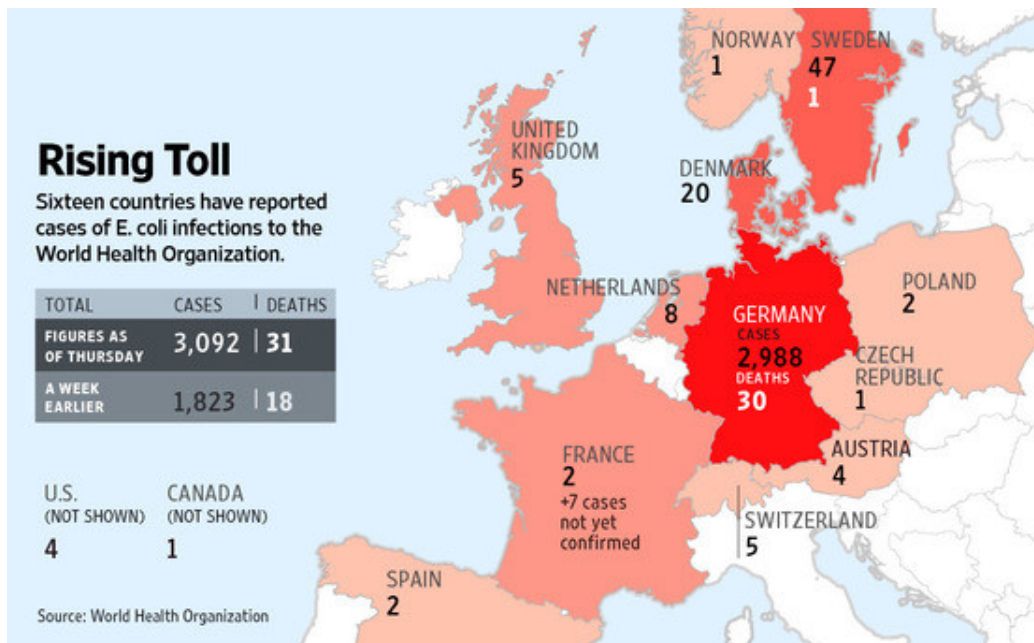 Rising Toll
Sixteen countries have reported
cases of E. coli infections to the
World Health Organization.
TOTAL CASES DEATHS
FIGURES AS
OF THURSDAY 3,092 31
A WEEK
EARLIER 1,823 18
U.S.
(NOT SHOWN)
4
CANADA
(NOT SHOWN)
1
Source: World Health Organization
NORWAY
1
SWEDEN
47
1
UNITED
KINGDOM
5
DENMARK
20
NETHERLANDS
8
GERMANY
CASES
2,988
DEATHS
30
POLAND
2
CZECH
REPUBLIC
1
AUSTRIA
4
FRANCE
2
+7 cases
not yet
confirmed
SWITZERLAND
5
SPAIN
2